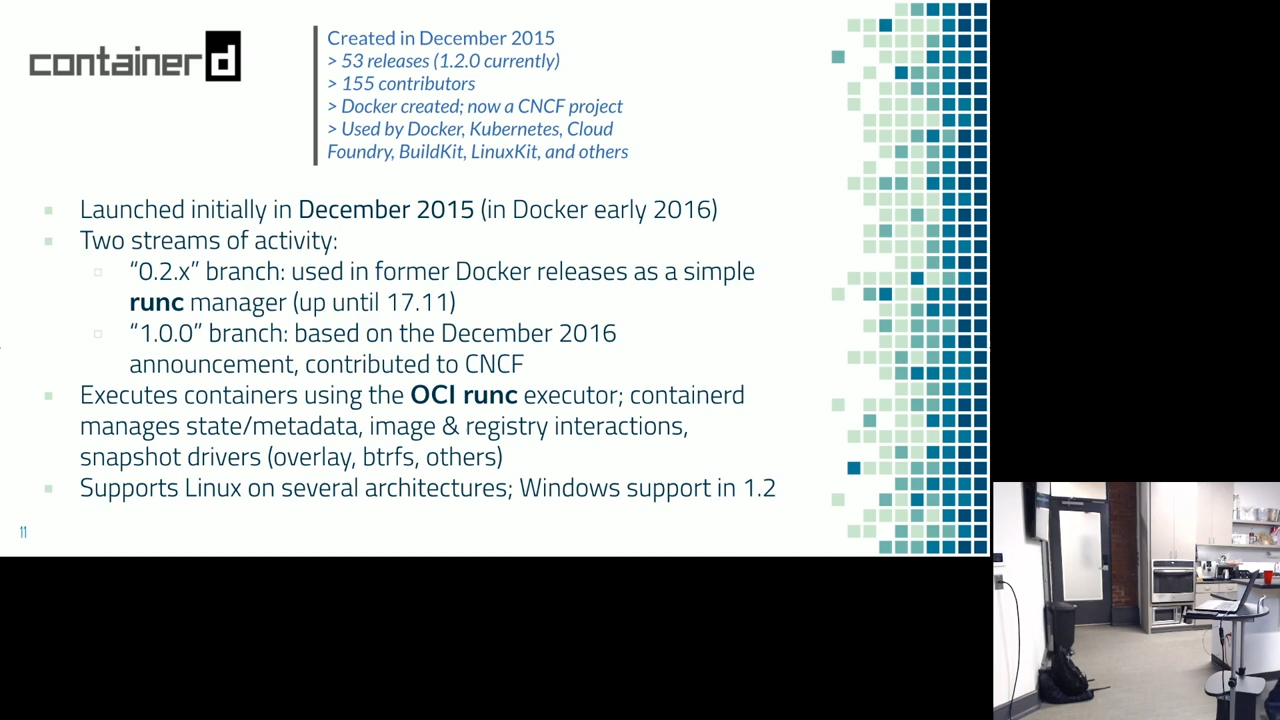 containerd
Created in December 2015
> 53 releases (1.2.0 currently)
> 155 contributors
> Docker created; now a CNCF project
> Used by Docker, Kubernetes, Cloud
Foundry, BuildKit, LinuxKit, and others
Launched initially in December 2015 (in Docker early 2016)
Two streams of activity:
“0.2.x” branch: used in former Docker releases as a simple
runc manager (up until 17.11)
“1.0.0” branch: based on the December 2016
announcement, contributed to CNCF
Executes containers using the OCI runc executor; containerd
manages state/metadata, image & registry interactions,
snapshot drivers (overlay, btrfs, others)
Supports Linux on several architectures; Windows support in 1.2
11